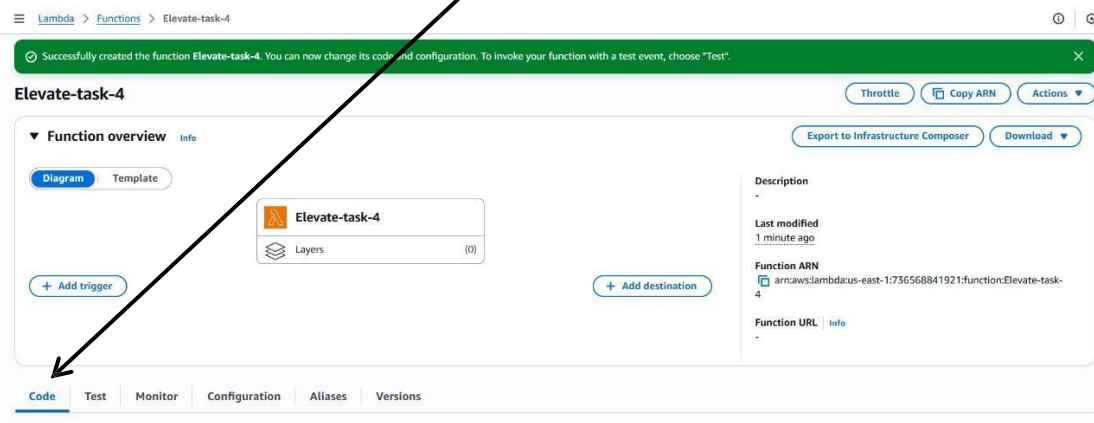 Lambda > Functions > Elevate-task-4
Successfully created the function Elevate-task-4. You can now change its code and configuration. To invoke your function with a test event, choose "Test".
Elevate-task-4
Throttle Copy ARN Actions
Function overview Info
Export to Infrastructure Composer Download
Diagram Template
Elevate-task-4
Layers (0)
+ Add trigger
+ Add destination
Description
-
Last modified
1 minute ago
Function ARN
arn:aws:lambda:us-east-1:736568841921:function:Elevate-task-
4
Function URL Info
-
Code Test Monitor Configuration Aliases Versions